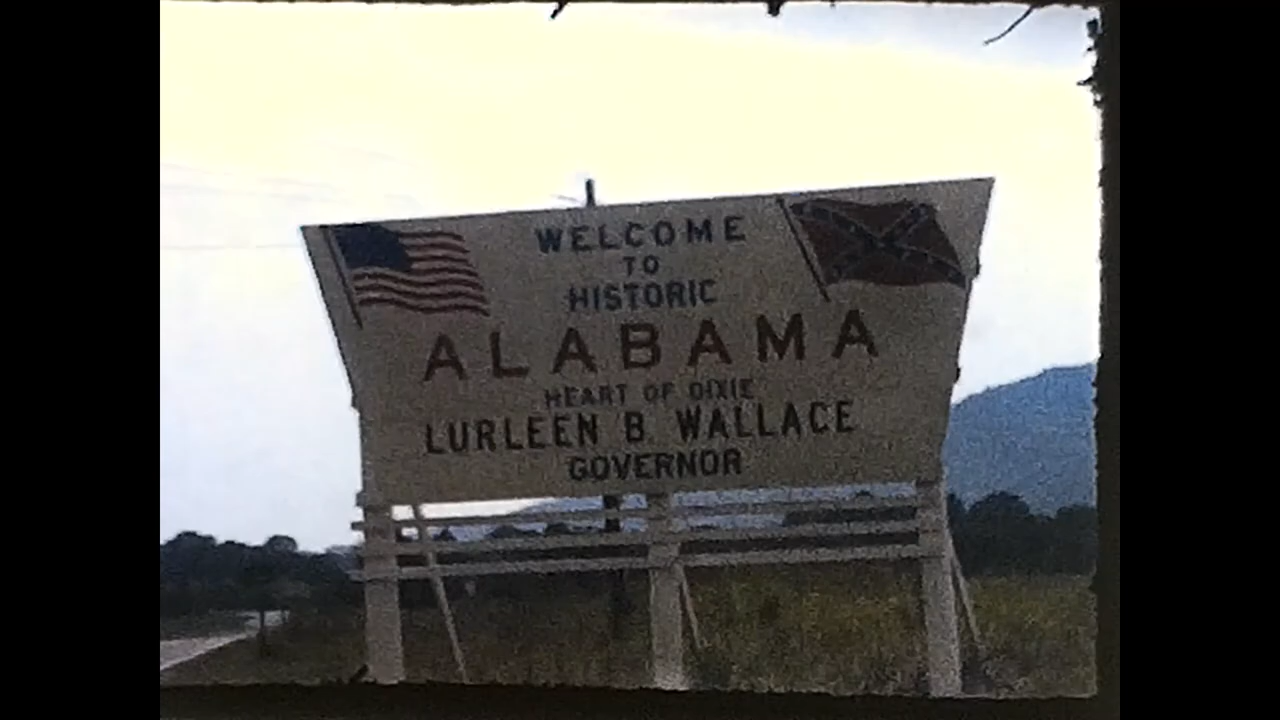 WELCOME
TO
HISTORIC
ALABAMA
HEART OF DIXIE
LURLEEN B. WALLACE
GOVERNOR